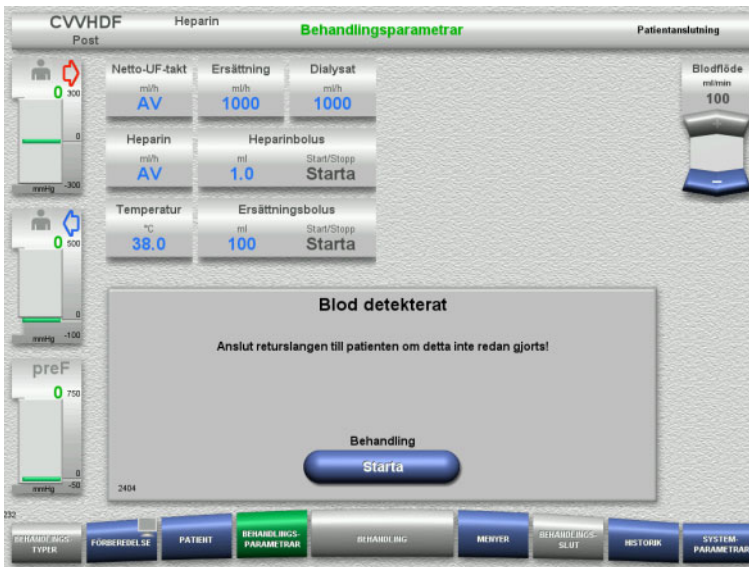 CVVHDF
Heparin
Behandlingsparametrar
Patientanslutning
Post
0 300
0
mmHg -300
Netto-UF-takt
ml/h
AV
Ersättning
ml/h
1000
Dialysat
ml/h
1000
Blodflöde
ml/min
100
Heparin
ml/h
AV
Heparinbolus
ml
1.0
Start/Stopp
Starta
Temperatur
°C
38.0
Ersättningsbolus
ml
100
Start/Stopp
Starta
0 500
0
mmHg -100
preF
0 750
0
mmHg -50
Blod detekterat
Anslut returslangen till patienten om detta inte redan gjorts!
Behandling
Starta
2404
232
BEHANDLINGS-
TYPER
FÖRBEREDELSE
PATIENT
BEHANDLINGS-
PARAMETRAR
BEHANDLING
MENYER
BEHANDLINGS-
SLUT
HISTORIK
SYSTEM-
PARAMETRAR